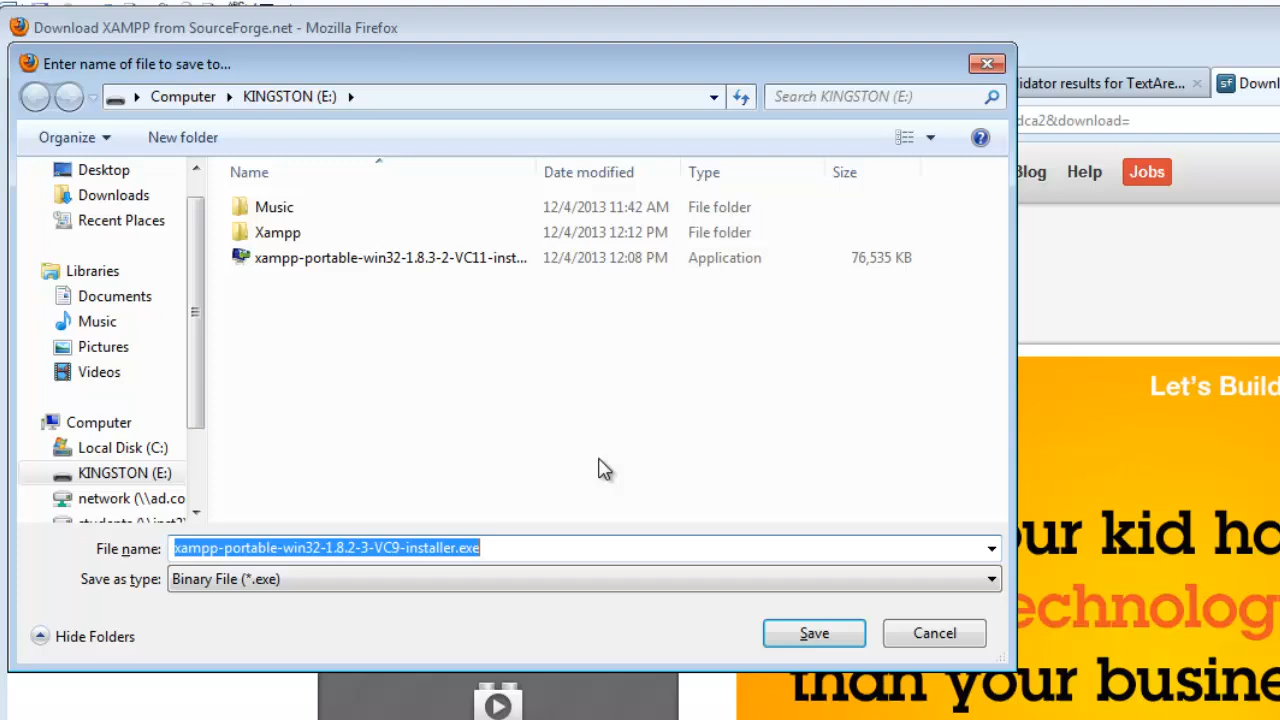 Download XAMPP from SourceForge.net - Mozilla Firefox
Enter name of file to save to...
Computer KINGSTON (E:)
Search KINGSTON (E:)
idator results for TextAre...
sf Downl
dca2&download=
Organize
New folder
Blog Help Jobs
Desktop
Downloads
Recent Places
Libraries
Documents
Music
Pictures
Videos
Computer
Local Disk (C:)
KINGSTON (E:)
network (\\ad.co
Name Date modified Type Size
Music 12/4/2013 11:42 AM File folder
Xampp 12/4/2013 12:12 PM File folder
xampp-portable-win32-1.8.3-2-VC11-inst... 12/4/2013 12:08 PM Application 76,535 KB
File name: xampp-portable-win32-1.8.2-3-VC9-installer.exe
Save as type: Binary File (*.exe)
Hide Folders
Save
Cancel
Let's Build
our kid ho
echnolog
than your busine